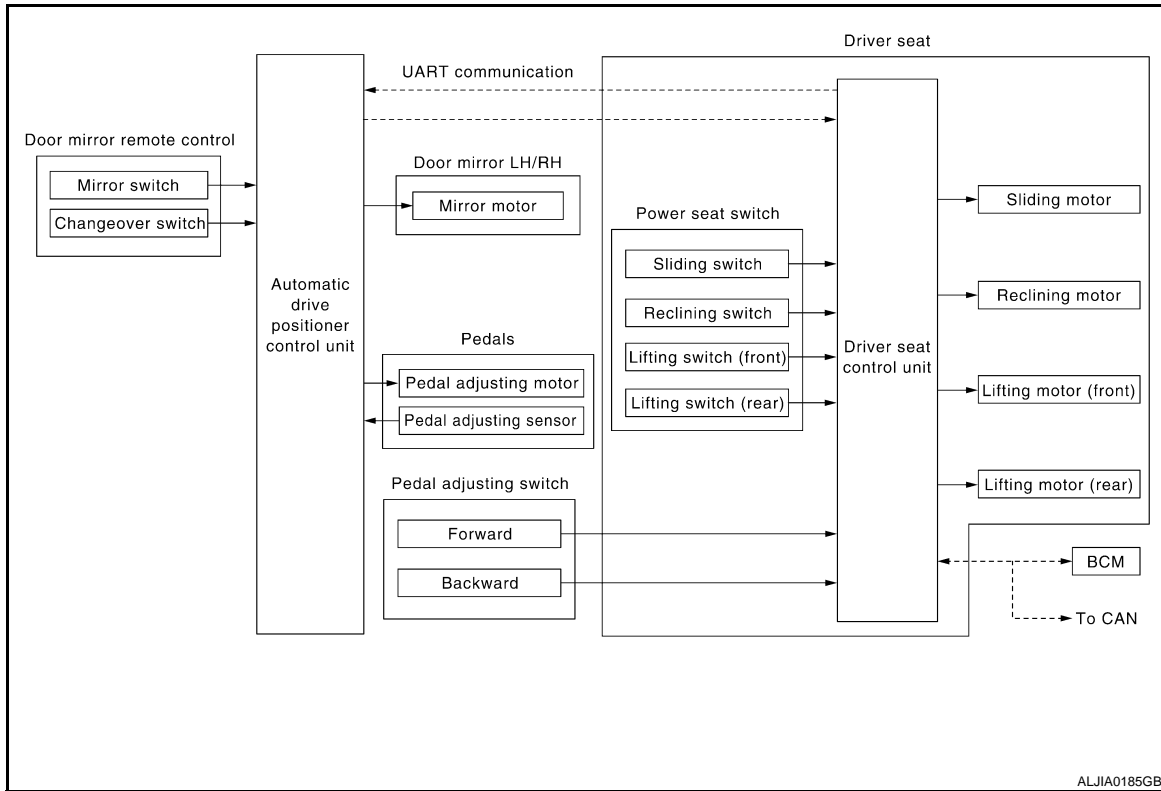 Driver seat
UART communication
Door mirror remote control
Mirror switch
Changeover switch
Automatic
drive
positioner
control unit
Door mirror LH/RH
Mirror motor
Pedals
Pedal adjusting motor
Pedal adjusting sensor
Pedal adjusting switch
Forward
Backward
Power seat switch
Sliding switch
Reclining switch
Lifting switch (front)
Lifting switch (rear)
Driver seat
control unit
Sliding motor
Reclining motor
Lifting motor (front)
Lifting motor (rear)
BCM
To CAN
ALJIA0185GB